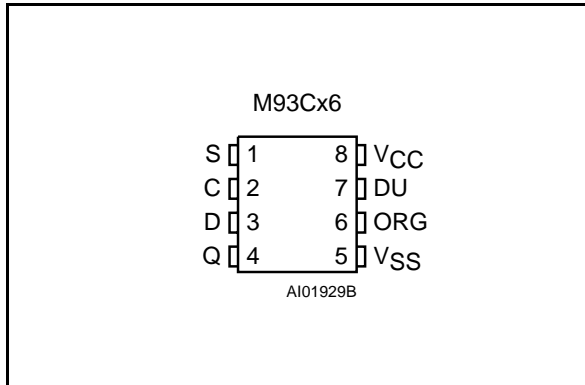 M93Cx6
S 1 8 VCC
C 2 7 DU
D 3 6 ORG
Q 4 5 VSS
AI01929B